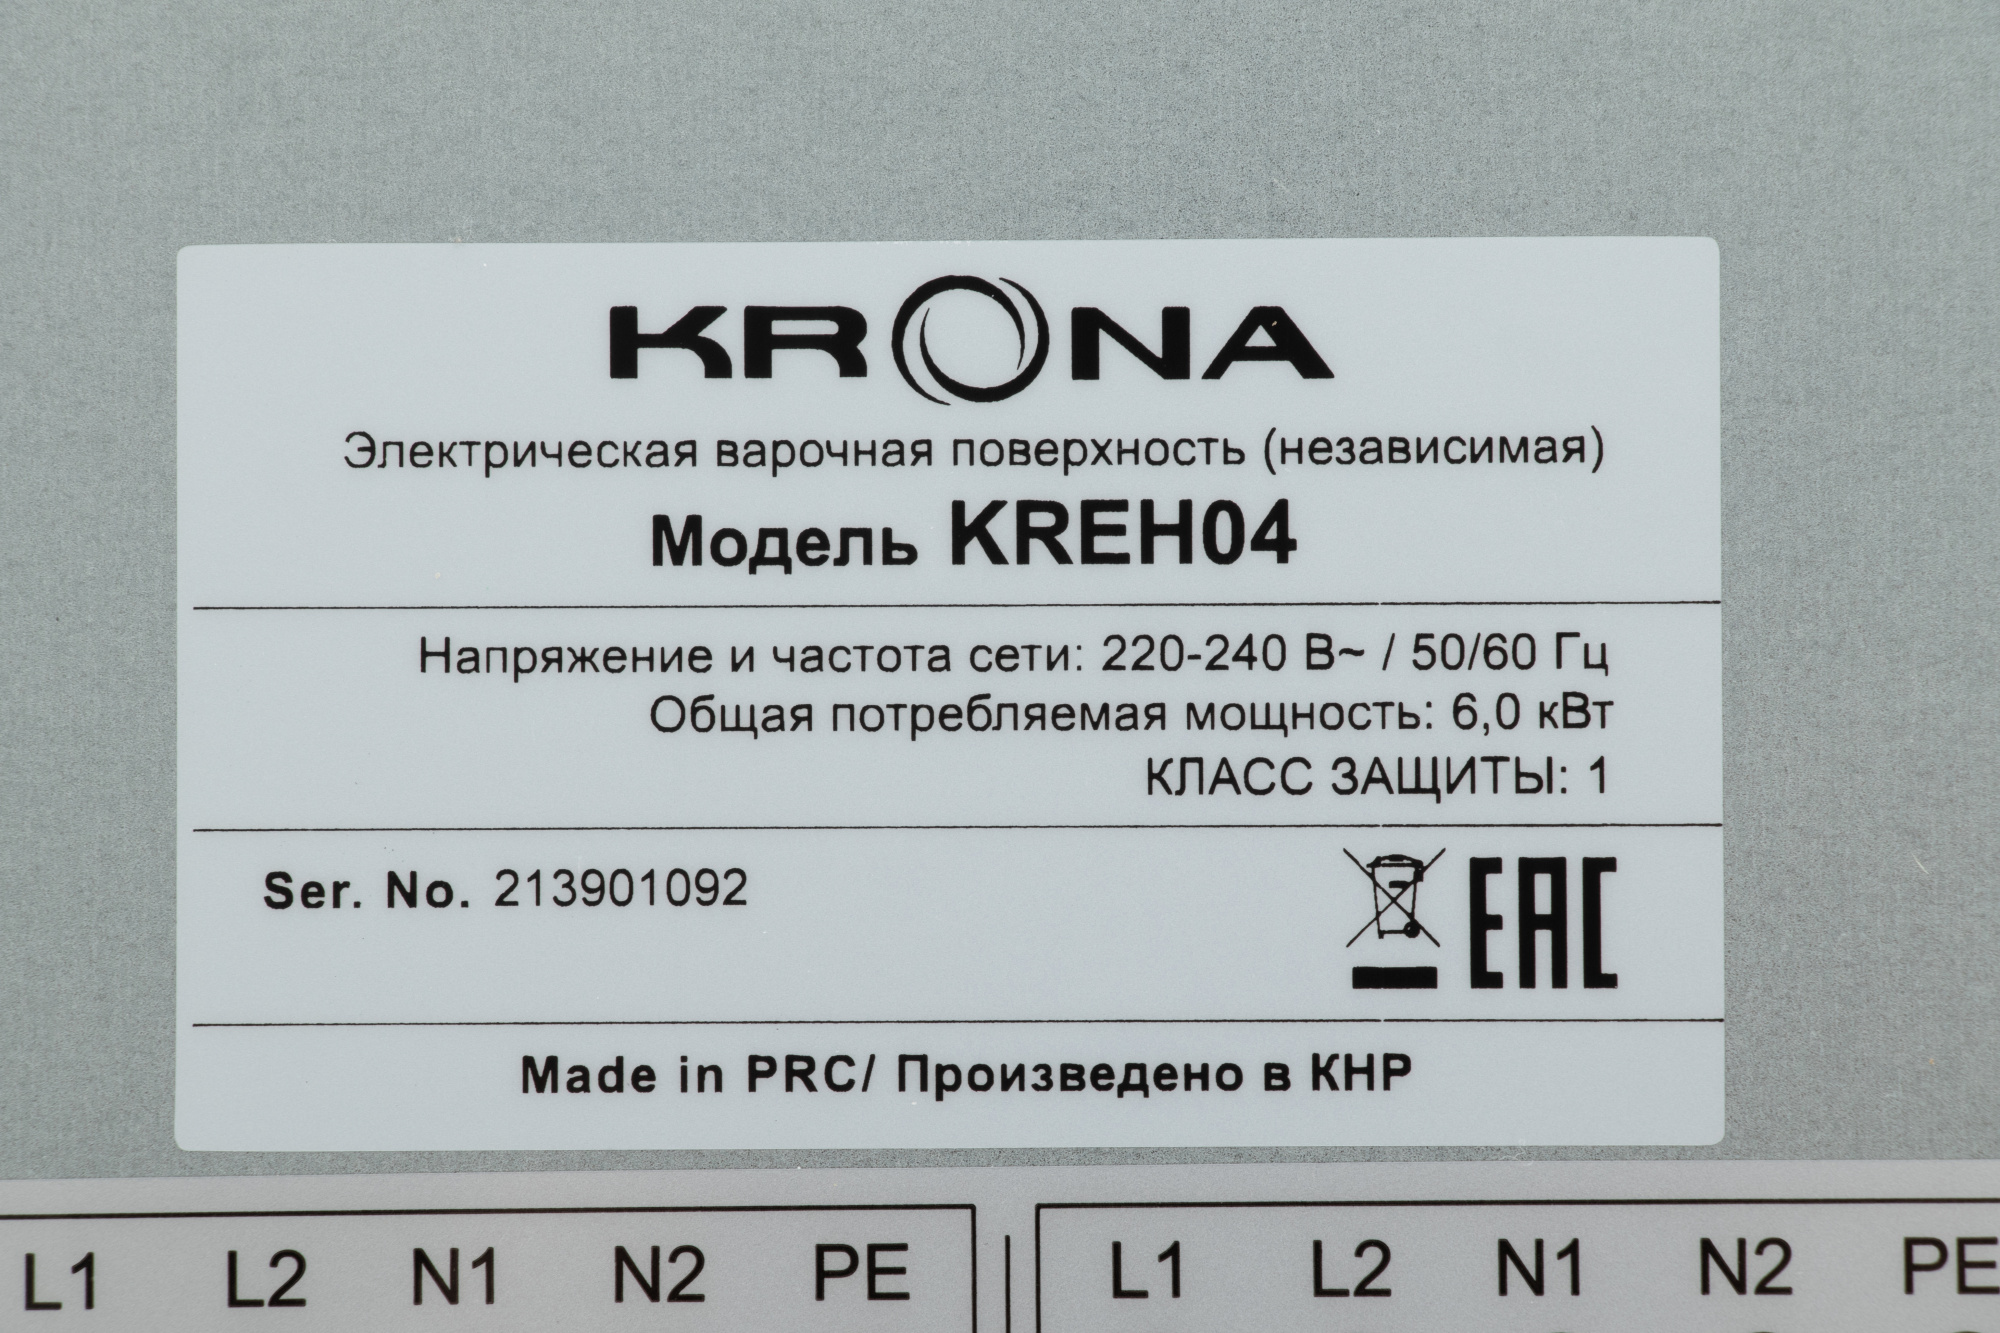 KRONA
Электрическая варочная поверхность (независимая)
Модель KREH04
Напряжение и частота сети: 220-240 В~ / 50/60 Гц
Общая потребляемая мощность: 6,0 кВт
КЛАСС ЗАЩИТЫ: 1
Ser. No. 213901092
EAC
Made in PRC/ Произведено в КНР
L1 L2 N1 N2 PE
L1 L2 N1 N2 PE